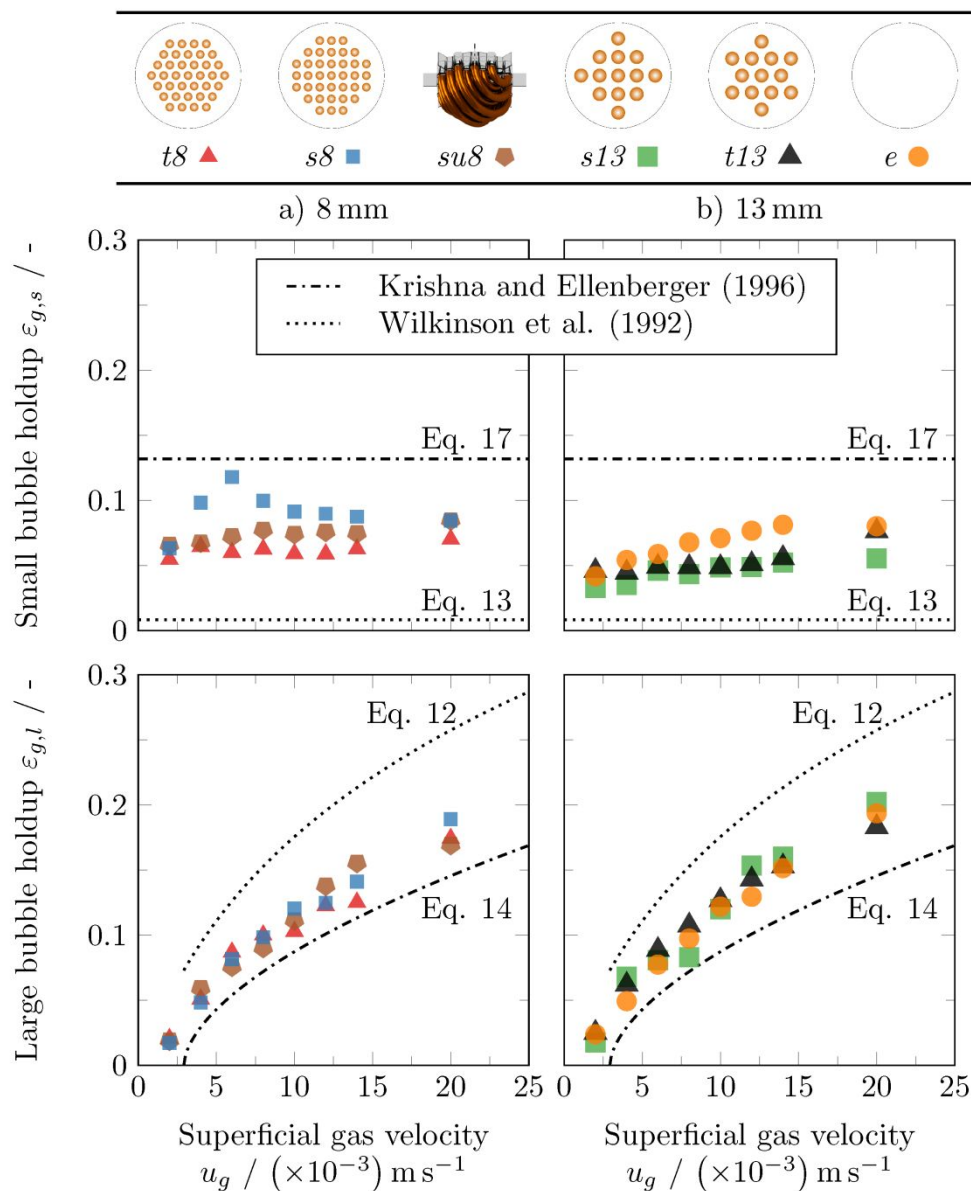 t8 s8 su8 s13 t13 e
a) 8 mm b) 13 mm
Small bubble holdup ε_{g,s} / -
0.3
0.2
0.1
0
Krishna and Ellenberger (1996)
Wilkinson et al. (1992)
Eq. 17 Eq. 17
Eq. 13 Eq. 13
Large bubble holdup ε_{g,l} / -
0.3
0.2
0.1
0
Eq. 12 Eq. 12
Eq. 14 Eq. 14
0 5 10 15 20 25 0 5 10 15 20 25
Superficial gas velocity Superficial gas velocity
u_g / (×10⁻³) m s⁻¹ u_g / (×10⁻³) m s⁻¹